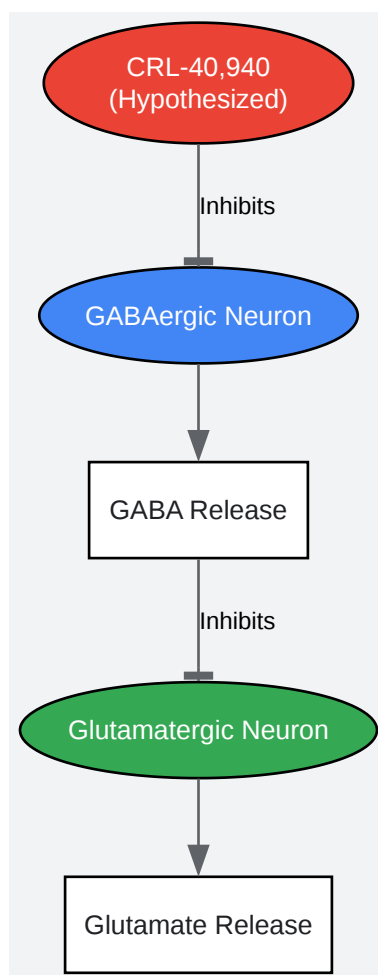 CRL-40,940
(Hypothesized)
Inhibits
GABAergic Neuron
GABA Release
Inhibits
Glutamatergic Neuron
Glutamate Release